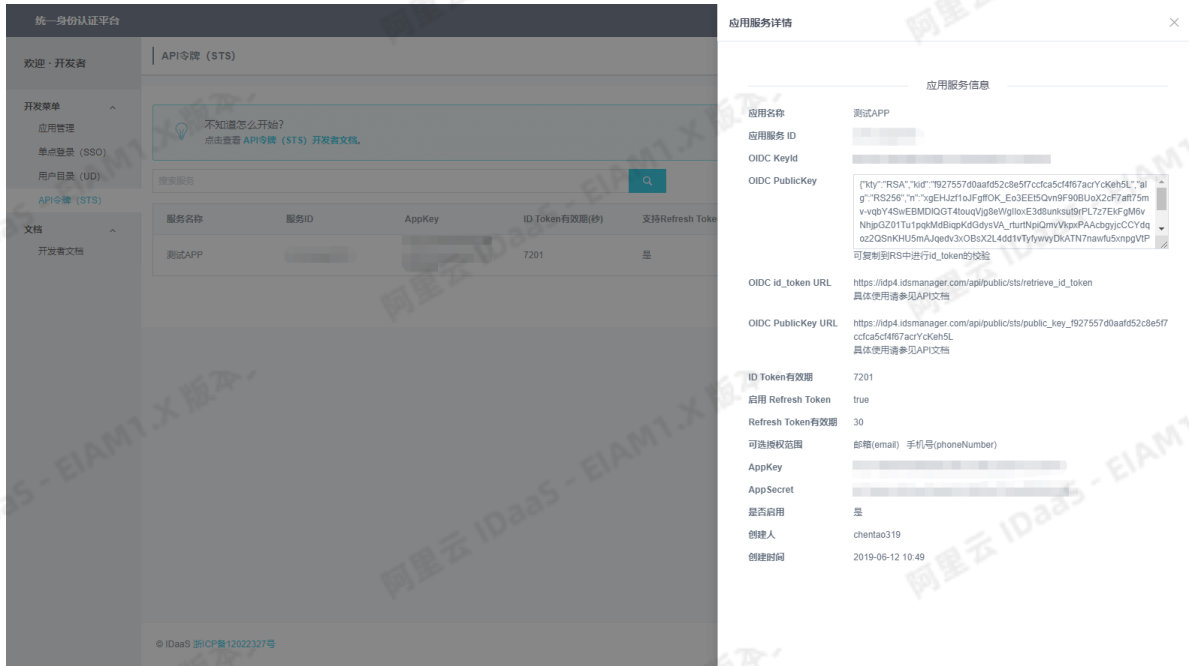 统一身份认证平台
欢迎 · 开发者
开发菜单
应用管理
单点登录（SSO）
用户目录（UD）
API令牌（STS）
文档
开发者文档
API令牌（STS）
不知道怎么开始?
点击查看 API令牌（STS）开发者文档。
搜索服务
服务名称 服务ID AppKey ID Token有效期(秒) 支持Refresh Toke
测试APP 7201 是
© IDaaS 浙ICP备12022327号
应用服务详情
应用服务信息
应用名称 测试APP
应用服务 ID
OIDC KeyId
OIDC PublicKey
{"kty":"RSA","kid":"f927557d0aafd52c8e5f7ccfca5cf4f67acrYcKeh5L","al
g":"RS256","n":"xgEHJzf1oJFgffOK_Eo3EEt5Qvn9F90BUoX2cF7aft75m
可复制到RS中进行id_token的校验
OIDC id_token URL https://idp4.idsmanager.com/api/public/sts/retrieve_id_token
具体使用请参见API文档
OIDC PublicKey URL https://idp4.idsmanager.com/api/public/sts/public_key_f927557d0aafd52c8e5f7
ccfca5cf4f67acrYcKeh5L
具体使用请参见API文档
ID Token有效期 7201
启用 Refresh Token true
Refresh Token有效期 30
可选授权范围 邮箱(email) 手机号(phoneNumber)
AppKey
AppSecret
是否启用 是
创建人 chentao319
创建时间 2019-06-12 10:49
阿里云 IDaaS - EIAM1.X 版本